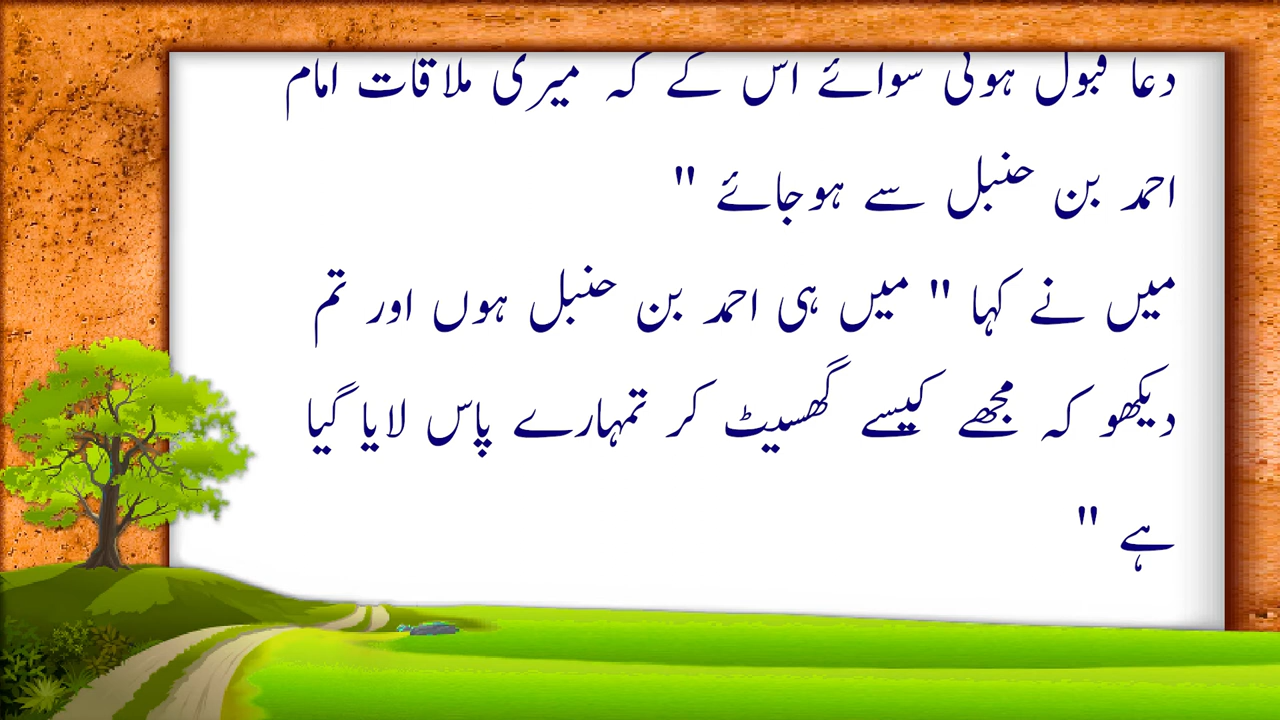 دعا قبول ہوئی سوائے اس کے کہ میری ملاقات امام
احمد بن حنبل سے ہوجائے "
میں نے کہا " میں ہی احمد بن حنبل ہوں اور تم
دیکھو کہ مجھے کیسے گھسیٹ کر تمہارے پاس لایا گیا
ہے "